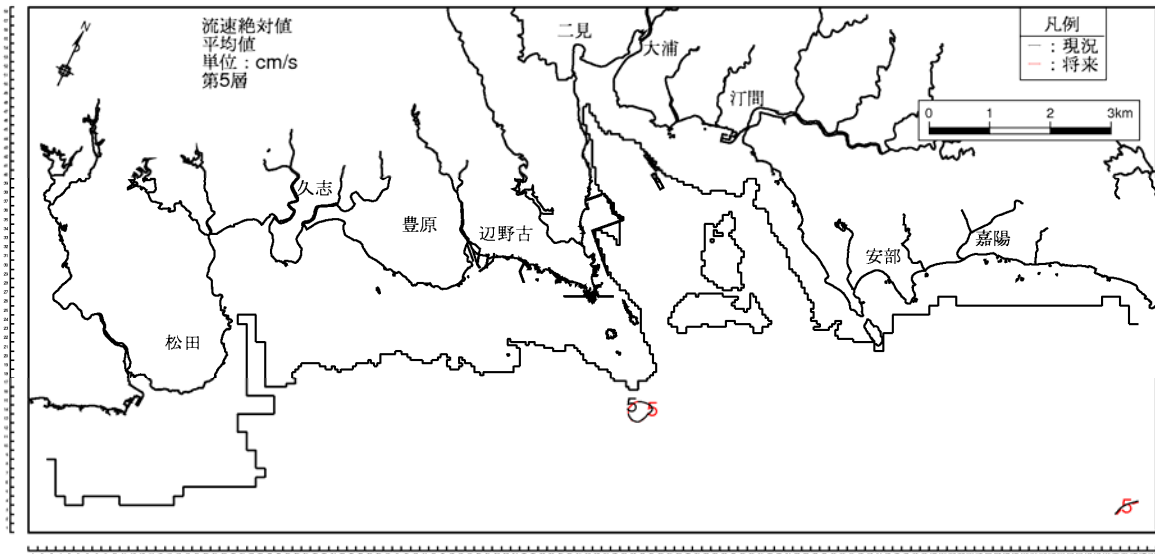 流速絶対値
平均値
単位：cm/s
第5層
N
二見
大浦
汀間
凡例
— : 現況
— : 将来
0 1 2 3km
久志
豊原
辺野古
安部
嘉陽
松田
5 5
5